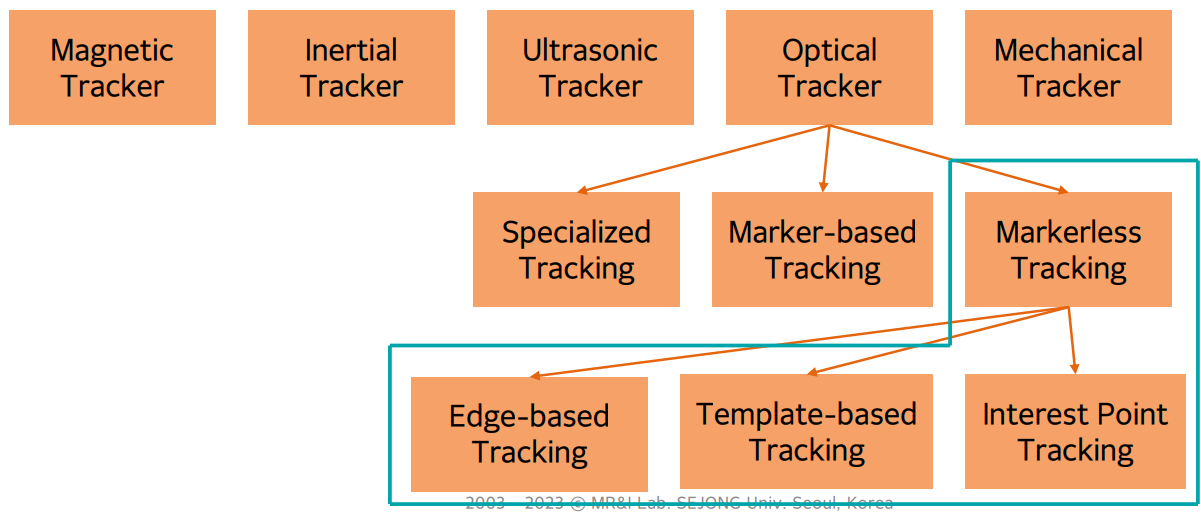 Magnetic
Tracker
Inertial
Tracker
Ultrasonic
Tracker
Optical
Tracker
Mechanical
Tracker
Specialized
Tracking
Marker-based
Tracking
Markerless
Tracking
Edge-based
Tracking
Template-based
Tracking
Interest Point
Tracking
2003 - 2023 © MR&I Lab. SEJONG Univ. Seoul, Korea